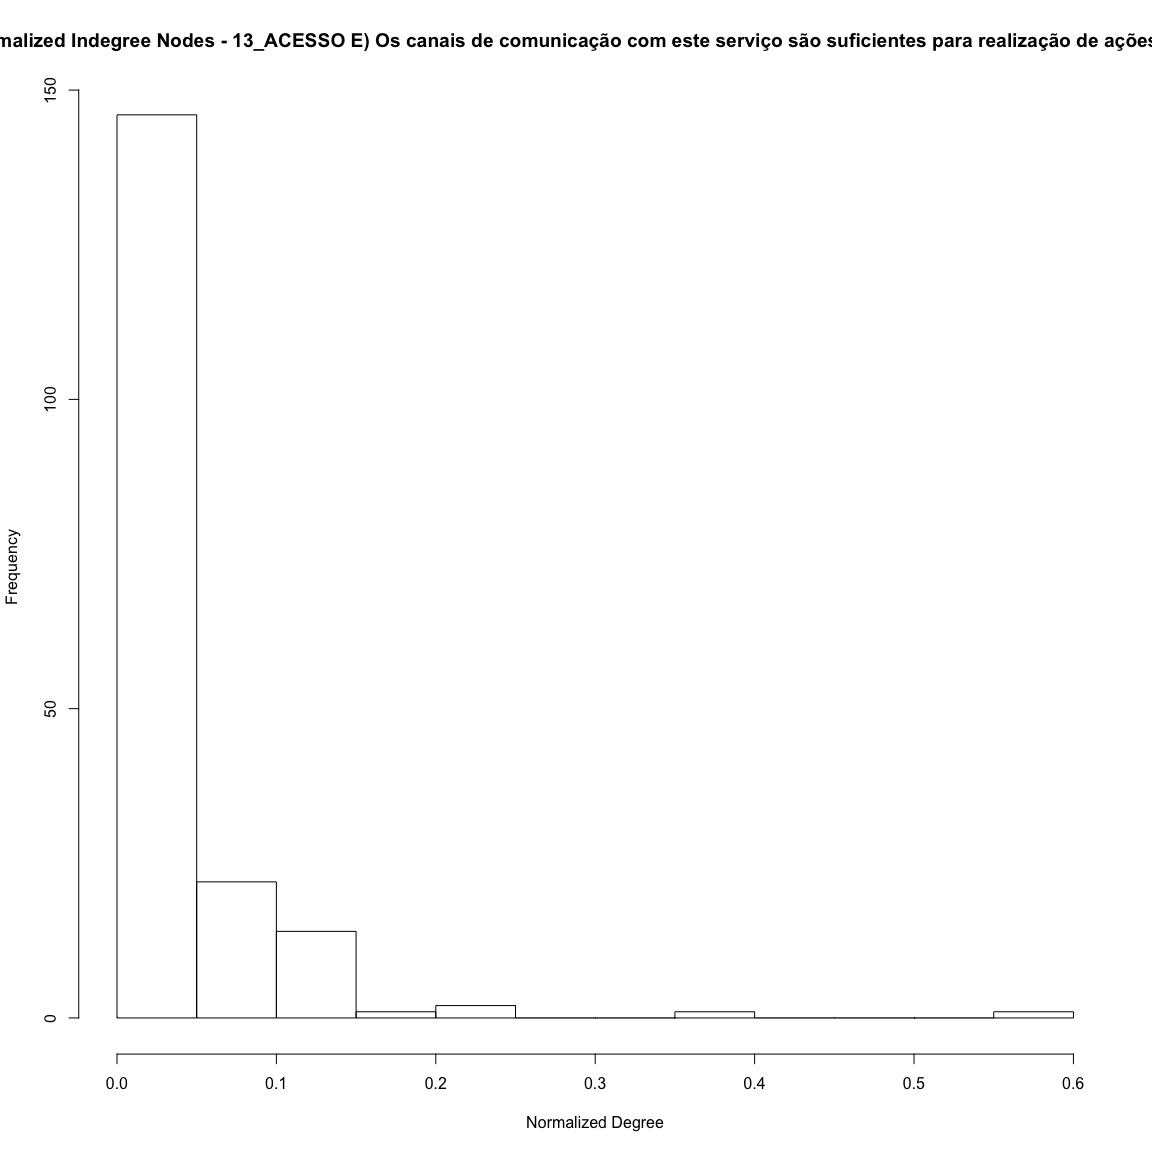 malized Indegree Nodes - 13_ACESSO E) Os canais de comunicação com este serviço são suficientes para realização de ações
150
100
50
0
Frequency
0.0 0.1 0.2 0.3 0.4 0.5 0.6
Normalized Degree